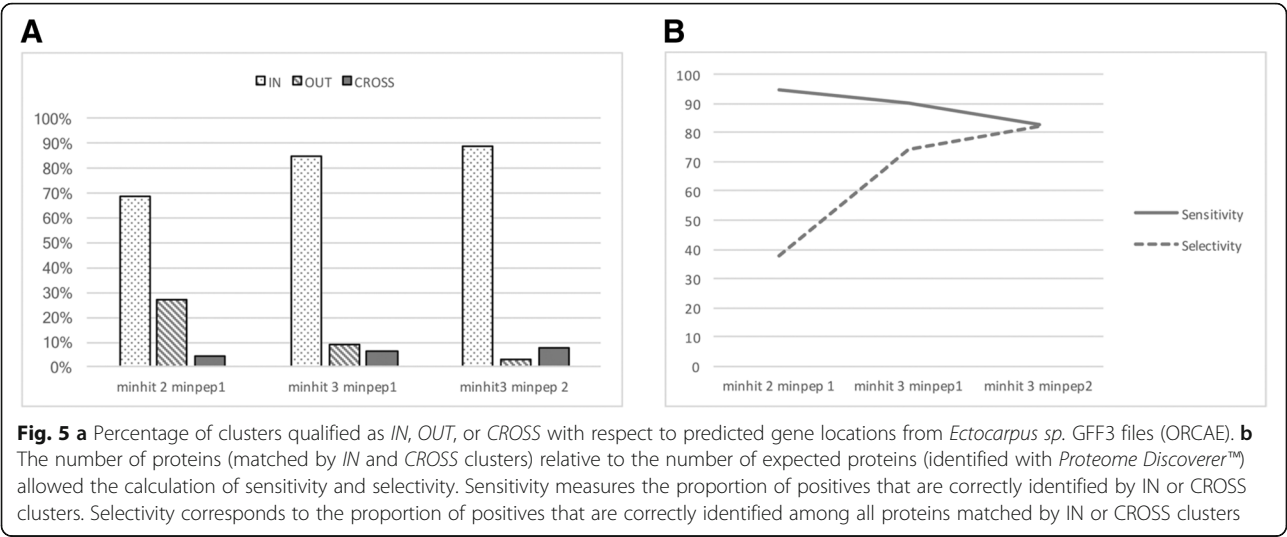 A
B
IN OUT CROSS
100%
90%
80%
70%
60%
50%
40%
30%
20%
10%
0%
minhit 2 minpep1 minhit 3 minpep1 minhit3 minpep 2
100
90
80
70
60
50
40
30
20
10
0
minhit 2 minpep 1 minhit 3 minpep1 minhit 3 minpep2
Sensitivity
Selectivity
Fig. 5 a Percentage of clusters qualified as IN, OUT, or CROSS with respect to predicted gene locations from Ectocarpus sp. GFF3 files (ORCAE). b
The number of proteins (matched by IN and CROSS clusters) relative to the number of expected proteins (identified with Proteome Discoverer™)
allowed the calculation of sensitivity and selectivity. Sensitivity measures the proportion of positives that are correctly identified by IN or CROSS
clusters. Selectivity corresponds to the proportion of positives that are correctly identified among all proteins matched by IN or CROSS clusters